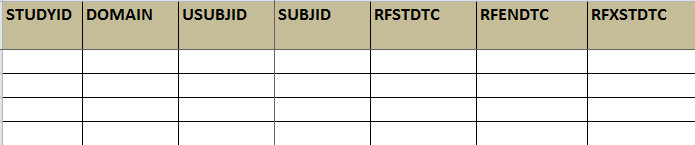 STUDYID DOMAIN USUBJID SUBJID RFSTDTC RFENDTC RFXSTDTC